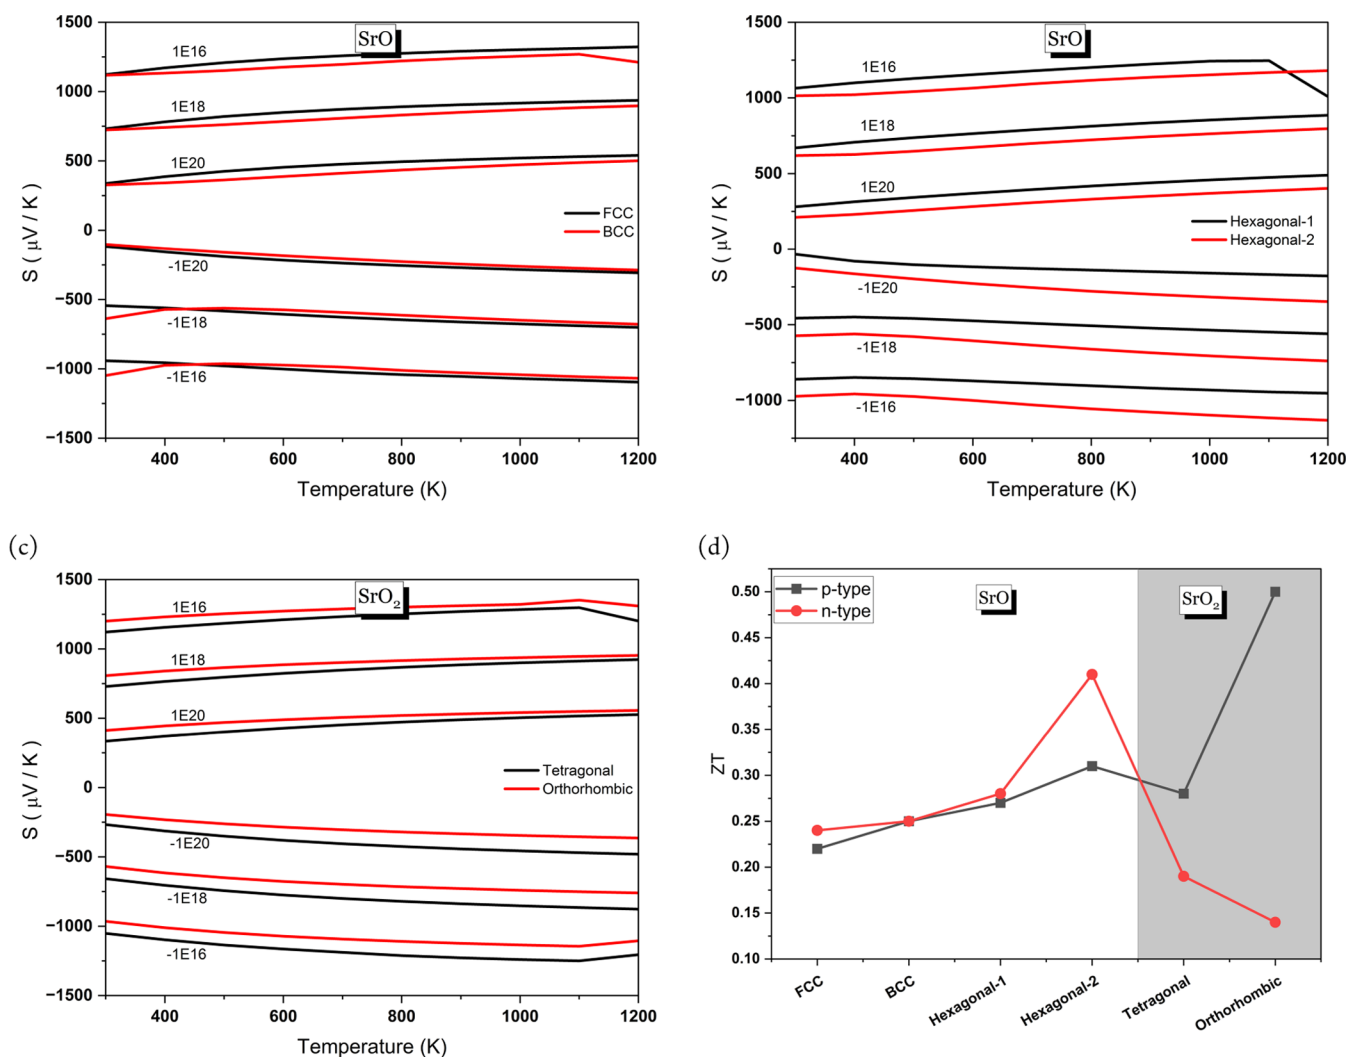 1500
1000
500
0
−500
−1000
−1500
S ( μV / K )
SrO
1E16
1E18
1E20
FCC
BCC
-1E20
-1E18
-1E16
400
600
800
1000
1200
Temperature (K)
1500
1000
500
0
−500
−1000
S ( μV / K )
SrO
1E16
1E18
1E20
Hexagonal-1
Hexagonal-2
-1E20
-1E18
-1E16
400
600
800
1000
1200
Temperature (K)
(c)
1500
1000
500
0
−500
−1000
−1500
S ( μV / K )
SrO₂
1E16
1E18
1E20
Tetragonal
Orthorhombic
-1E20
-1E18
-1E16
400
600
800
1000
1200
Temperature (K)
(d)
0.50
0.45
0.40
0.35
0.30
0.25
0.20
0.15
0.10
ZT
p-type
n-type
SrO
SrO₂
FCC
BCC
Hexagonal-1
Hexagonal-2
Tetragonal
Orthorhombic